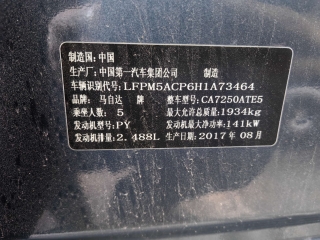 制造国:中国
生产厂:中国第一汽车集团公司 制造
车辆识别代号:LFPM5ACP6H1A73464
品牌:马自达 牌 整车型号:CA7250ATE5
乘坐人数:5 最大允许总质量:1934kg
发动机型号:PY 发动机最大净功率:141kW
发动机排量:2.488L 生产日期:2017年08月